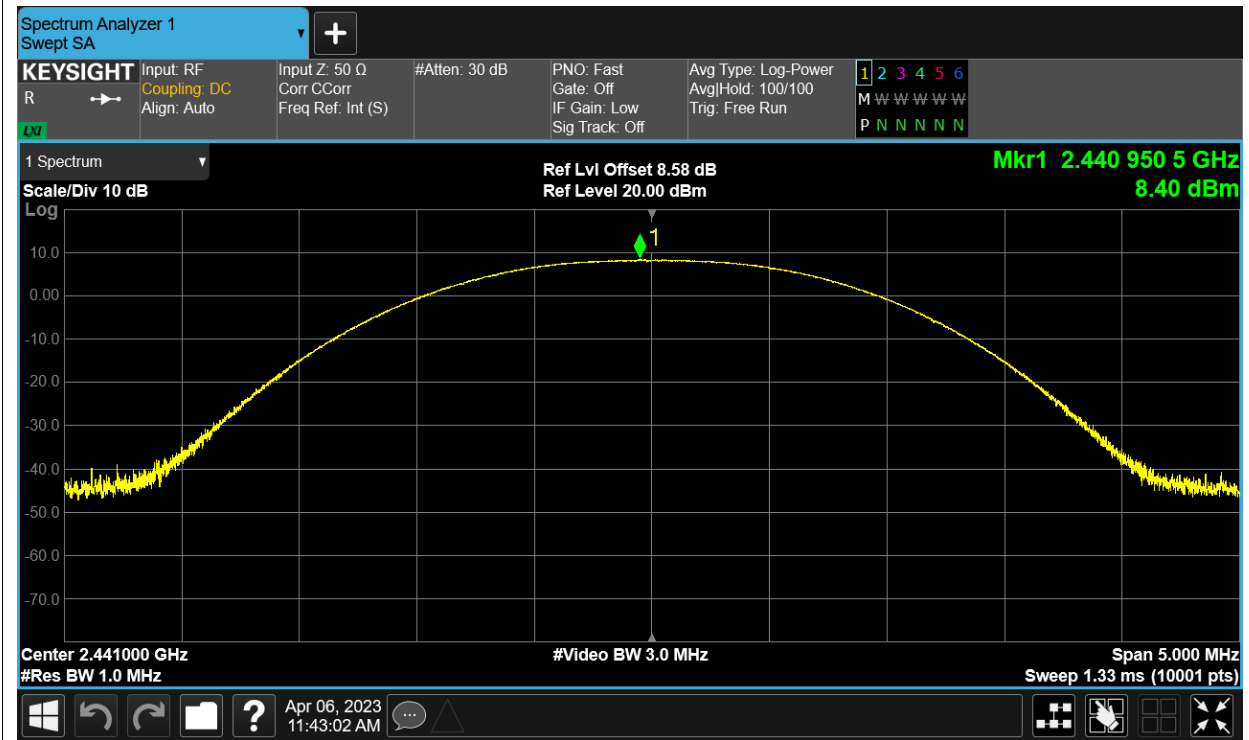 Spectrum Analyzer 1
Swept SA
KEYSIGHT
R
LXI
Input: RF
Coupling: DC
Align: Auto
Input Z: 50 Ω
Corr CCorr
Freq Ref: Int (S)
#Atten: 30 dB
PNO: Fast
Gate: Off
IF Gain: Low
Sig Track: Off
Avg Type: Log-Power
Avg|Hold: 100/100
Trig: Free Run
1 2 3 4 5 6
M W W W W W
P N N N N N
1 Spectrum
Scale/Div 10 dB
Log
Ref Lvl Offset 8.58 dB
Ref Level 20.00 dBm
Mkr1 2.440 950 5 GHz
8.40 dBm
1
10.0
0.00
-10.0
-20.0
-30.0
-40.0
-50.0
-60.0
-70.0
Center 2.441000 GHz
#Video BW 3.0 MHz
Span 5.000 MHz
#Res BW 1.0 MHz
Sweep 1.33 ms (10001 pts)
?
Apr 06, 2023
11:43:02 AM